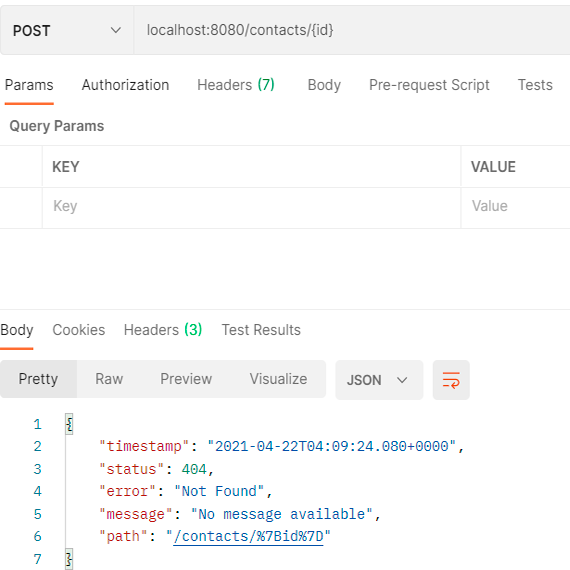 POST localhost:8080/contacts/{id}
Params Authorization Headers (7) Body Pre-request Script Tests
Query Params
KEY VALUE
Key Value
Body Cookies Headers (3) Test Results
Pretty Raw Preview Visualize JSON
1 {
2 "timestamp": "2021-04-22T04:09:24.080+0000",
3 "status": 404,
4 "error": "Not Found",
5 "message": "No message available",
6 "path": "/contacts/%7Bid%7D"
7 }